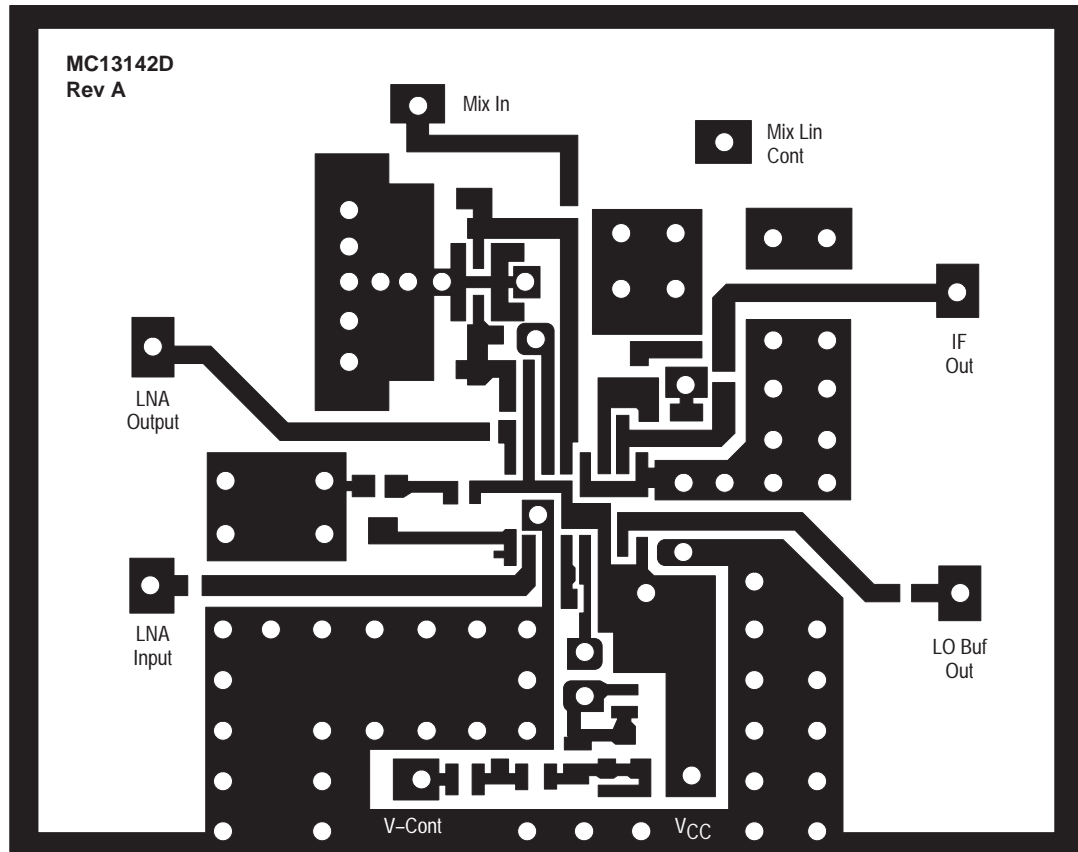 MC13142D
Rev A
Mix In
Mix Lin
Cont
IF
Out
LNA
Output
LNA
Input
LO Buf
Out
V–Cont
VCC